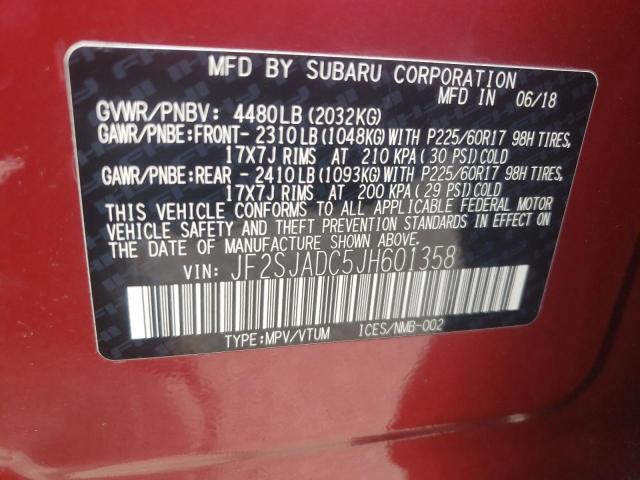 MFD BY SUBARU CORPORATION
MFD IN 06/18
GVWR/PNBV: 4480LB (2032KG)
GAWR/PNBE:FRONT- 2310LB (1048KG) WITH P225/60R17 98H TIRES,
17X7J RIMS AT 210 KPA ( 30 PSI) COLD
GAWR/PNBE:REAR - 2410LB (1093KG) WITH P225/60R17 98H TIRES,
17X7J RIMS AT 200 KPA ( 29 PSI) COLD
THIS VEHICLE CONFORMS TO ALL APPLICABLE FEDERAL MOTOR
VEHICLE SAFETY AND THEFT PREVENTION STANDARDS IN EFFECT ON
THE DATE OF MANUFACTURE SHOWN ABOVE.
VIN: JF2SJADC5JH601358
TYPE:MPV/VTUM ICES/NMB-002